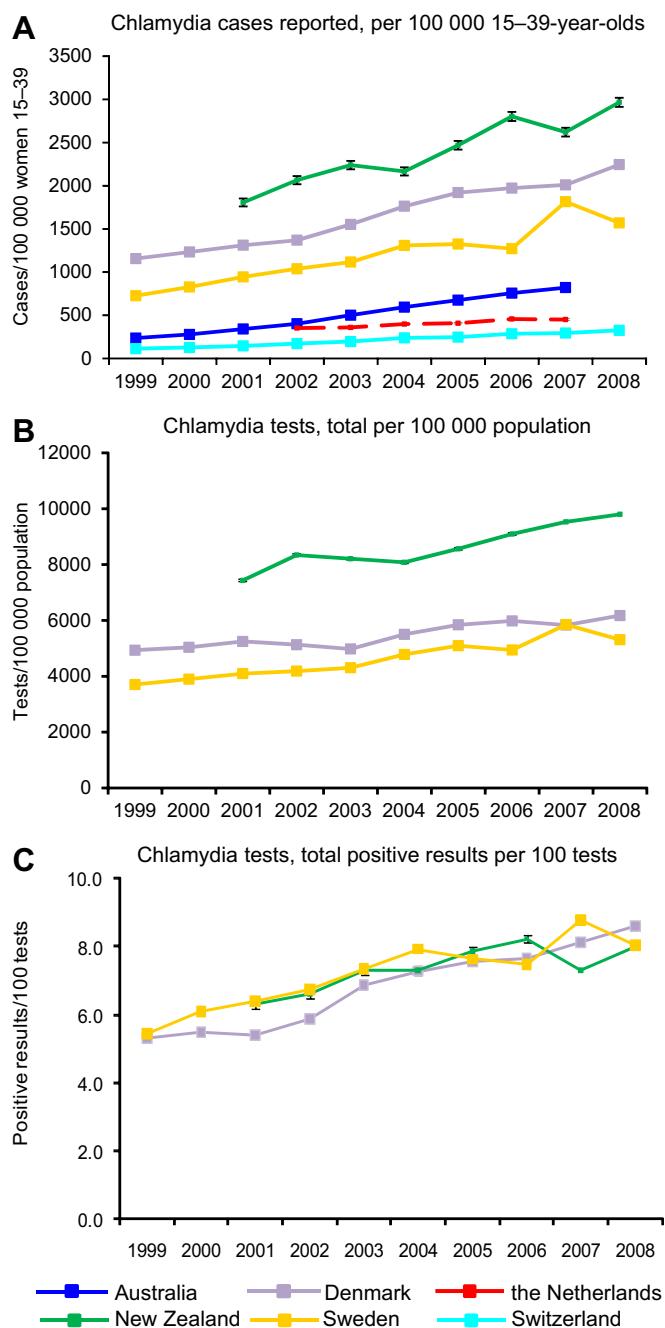 A
Chlamydia cases reported, per 100 000 15–39-year-olds
Cases/100 000 women 15–39
3500
3000
2500
2000
1500
1000
500
0
1999 2000 2001 2002 2003 2004 2005 2006 2007 2008
B
Chlamydia tests, total per 100 000 population
Tests/100 000 population
12000
10000
8000
6000
4000
2000
0
1999 2000 2001 2002 2003 2004 2005 2006 2007 2008
C
Chlamydia tests, total positive results per 100 tests
Positive results/100 tests
10.0
8.0
6.0
4.0
2.0
0.0
1999 2000 2001 2002 2003 2004 2005 2006 2007 2008
Australia Denmark the Netherlands
New Zealand Sweden Switzerland